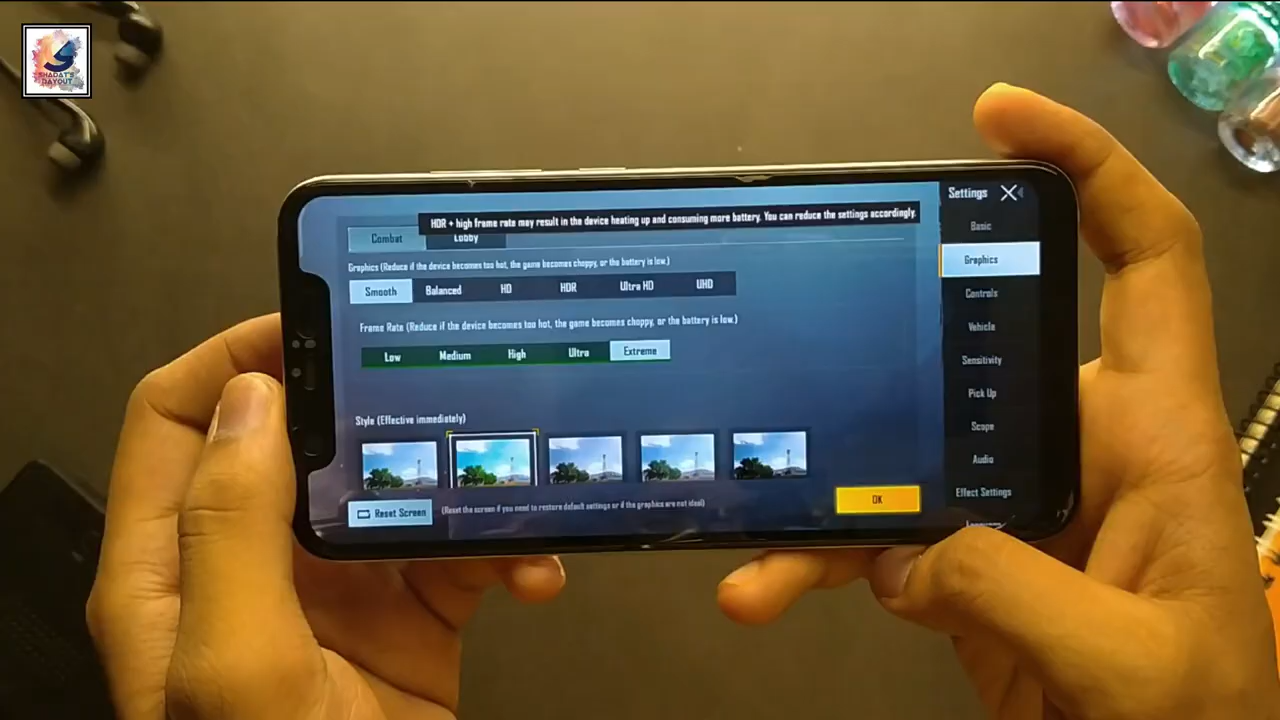 SHADAT'S
DAYOUT
Settings
HDR + high frame rate may result in the device heating up and consuming more battery. You can reduce the settings accordingly.
Combat
Lobby
Graphics (Reduce if the device becomes too hot, the game becomes choppy, or the battery is low.)
Smooth Balanced HD HDR Ultra HD UHD
Frame Rate (Reduce if the device becomes too hot, the game becomes choppy, or the battery is low.)
Low Medium High Ultra Extreme
Style (Effective immediately)
Reset Screen
(Reset the screen if you need to restore default settings or if the graphics are not ideal)
OK
Basic
Graphics
Controls
Vehicle
Sensitivity
Pick Up
Scope
Audio
Effect Settings
Language